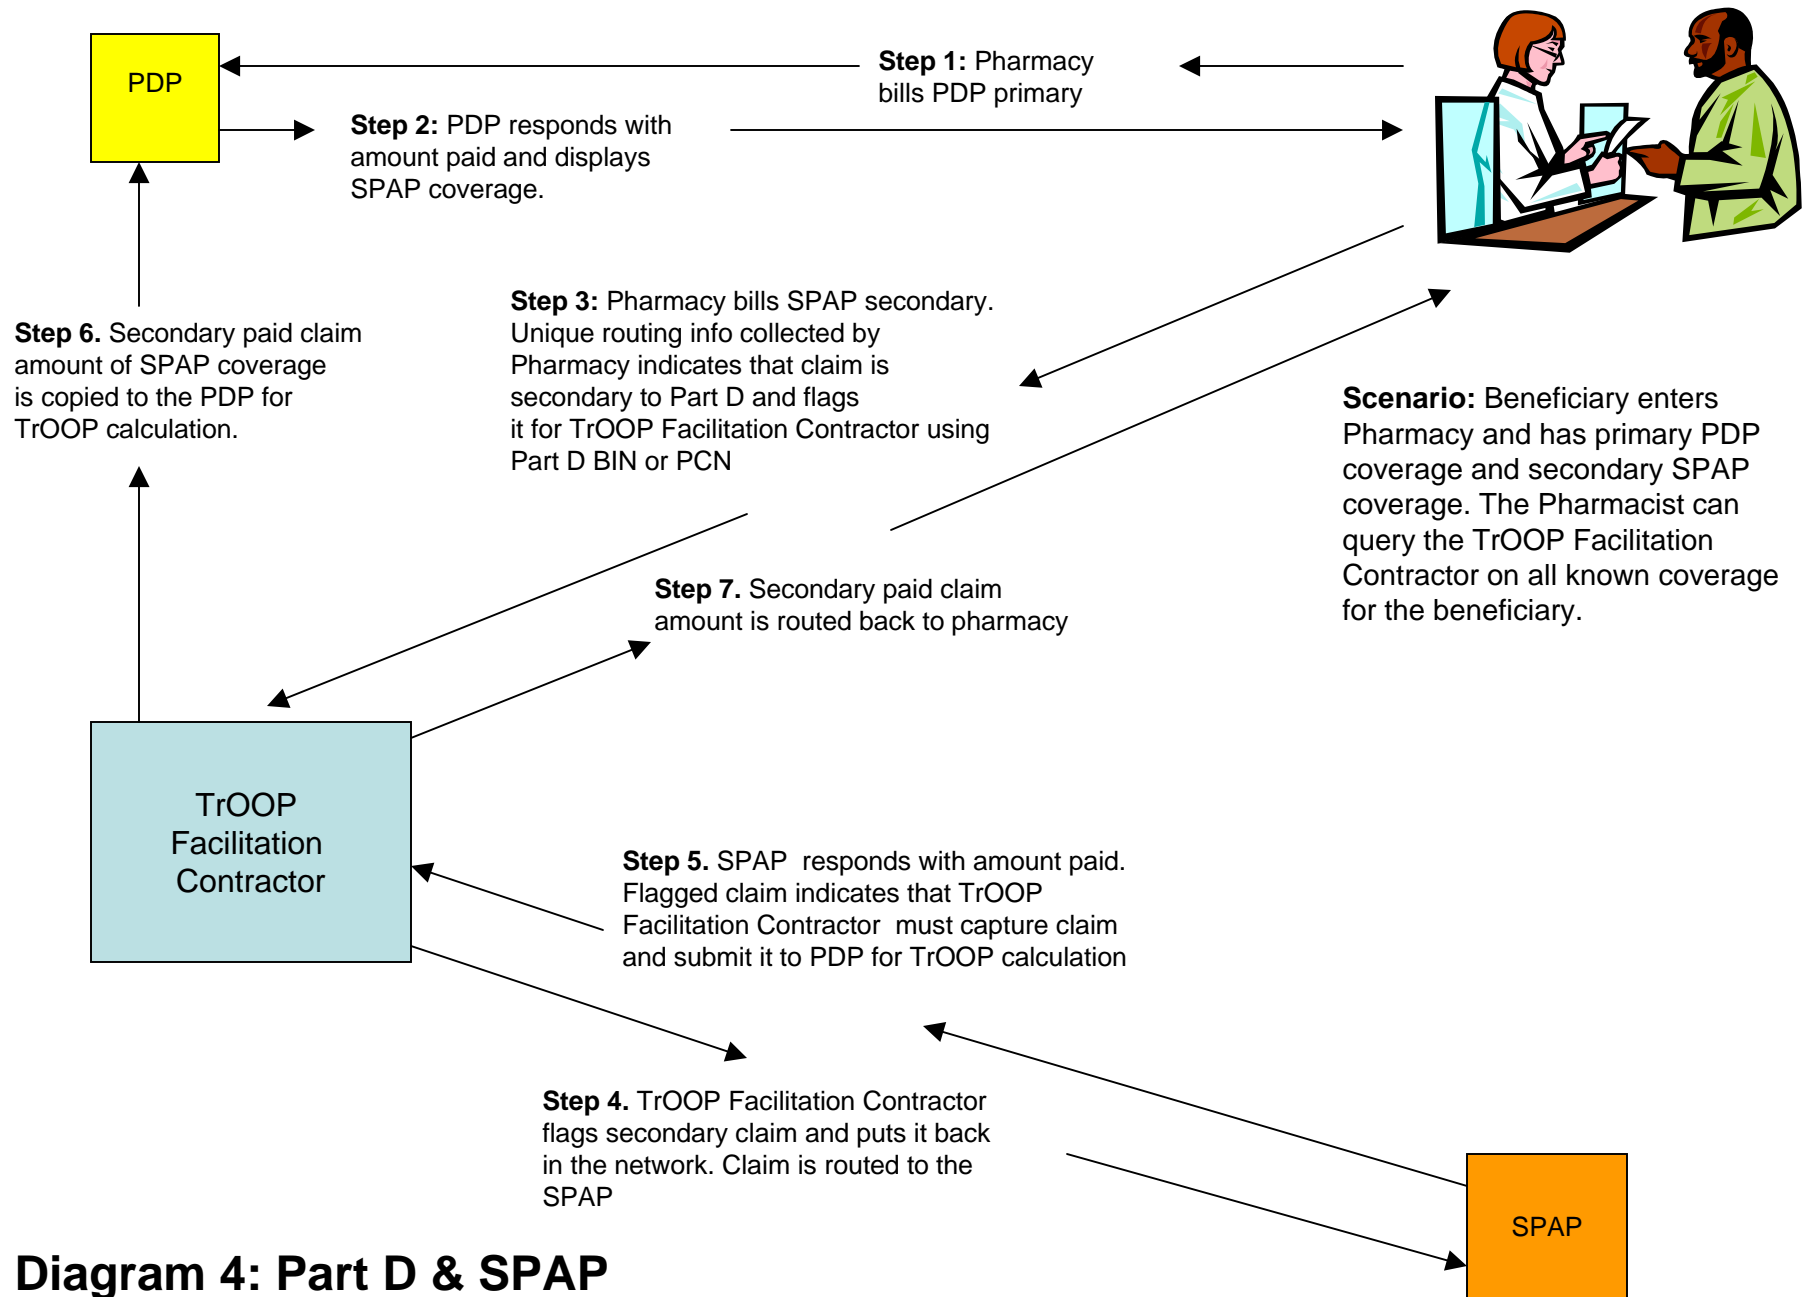 PDP
Step 1: Pharmacy
bills PDP primary
Step 2: PDP responds with
amount paid and displays
SPAP coverage.
Step 3: Pharmacy bills SPAP secondary.
Unique routing info collected by
Pharmacy indicates that claim is
secondary to Part D and flags
it for TrOOP Facilitation Contractor using
Part D BIN or PCN
Step 6. Secondary paid claim
amount of SPAP coverage
is copied to the PDP for
TrOOP calculation.
Scenario: Beneficiary enters
Pharmacy and has primary PDP
coverage and secondary SPAP
coverage. The Pharmacist can
query the TrOOP Facilitation
Contractor on all known coverage
for the beneficiary.
Step 7. Secondary paid claim
amount is routed back to pharmacy
TrOOP
Facilitation
Contractor
Step 5. SPAP responds with amount paid.
Flagged claim indicates that TrOOP
Facilitation Contractor must capture claim
and submit it to PDP for TrOOP calculation
Step 4. TrOOP Facilitation Contractor
flags secondary claim and puts it back
in the network. Claim is routed to the
SPAP
SPAP
Diagram 4: Part D & SPAP